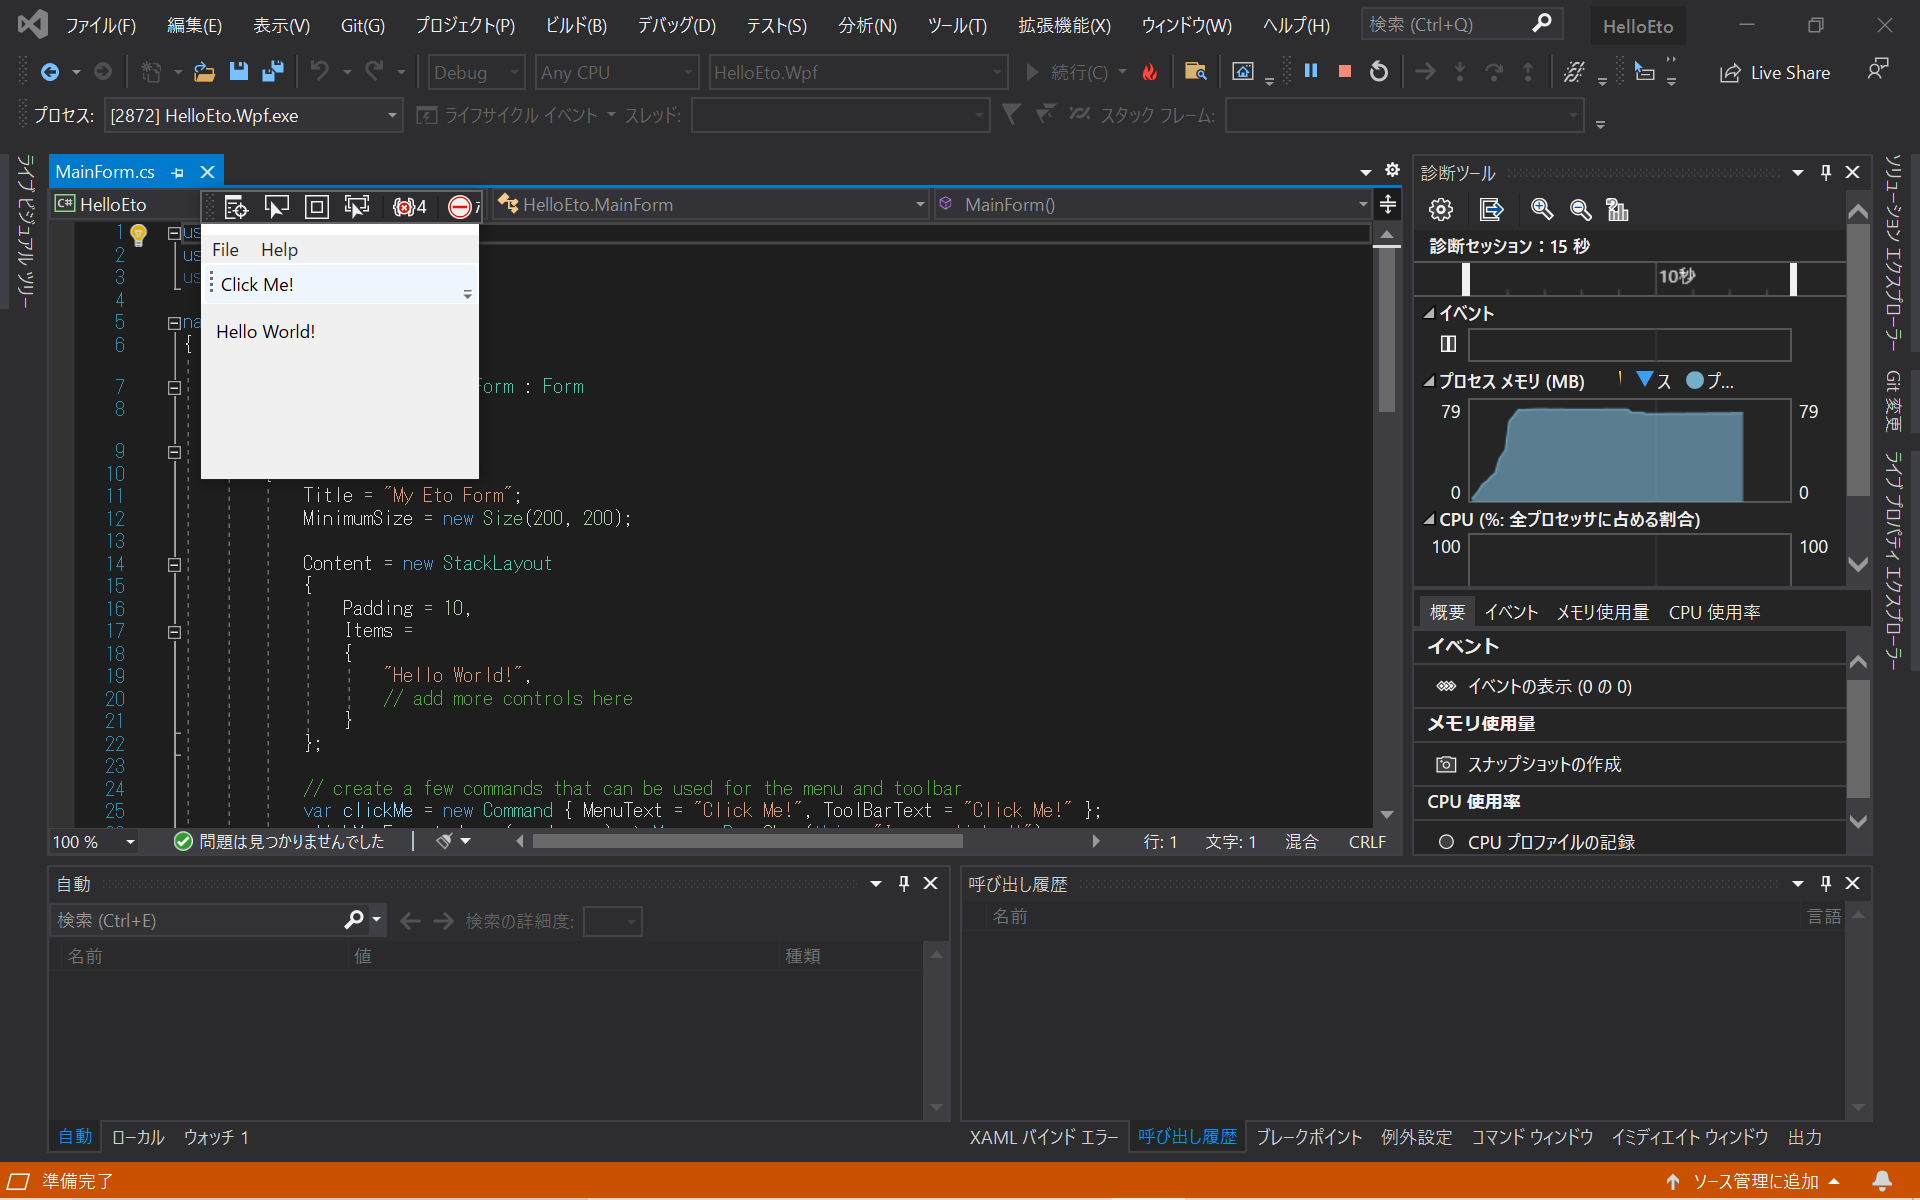 ファイル(F) 編集(E) 表示(V) Git(G) プロジェクト(P) ビルド(B) デバッグ(D) テスト(S) 分析(N) ツール(T) 拡張機能(X) ウィンドウ(W) ヘルプ(H) 検索 (Ctrl+Q) HelloEto
Debug Any CPU HelloEto.Wpf 続行(C) Live Share
プロセス: [2872] HelloEto.Wpf.exe ライフサイクル イベント スレッド: スタック フレーム:
ライブ ビジュアル ツリー
MainForm.cs
HelloEto 4 HelloEto.MainForm MainForm()
1 us
2 us
3 us
4
5 na
6 {
7 Form : Form
8
9
10
11 Title = "My Eto Form";
12 MinimumSize = new Size(200, 200);
13
14 Content = new StackLayout
15 {
16 Padding = 10,
17 Items =
18 {
19 "Hello World!",
20 // add more controls here
21 }
22 };
23
24 // create a few commands that can be used for the menu and toolbar
25 var clickMe = new Command { MenuText = "Click Me!", ToolBarText = "Click Me!" };
File Help
Click Me!
Hello World!
100 % 問題は見つかりませんでした 行: 1 文字: 1 混合 CRLF
診断ツール
診断セッション：15 秒
10秒
イベント
プロセス メモリ (MB) ス プ...
79 79
0 0
CPU (%: 全プロセッサに占める割合)
100 100
概要 イベント メモリ使用量 CPU 使用率
イベント
イベントの表示 (0 の 0)
メモリ使用量
スナップショットの作成
CPU 使用率
CPU プロファイルの記録
ソリューション エクスプローラー
Git 変更
ライブ プロパティ エクスプローラー
自動
検索 (Ctrl+E) 検索の詳細度:
名前 値 種類
自動 ローカル ウォッチ 1
呼び出し履歴
名前 言語
XAML バインド エラー 呼び出し履歴 ブレークポイント 例外設定 コマンド ウィンドウ イミディエイト ウィンドウ 出力
準備完了 ソース管理に追加